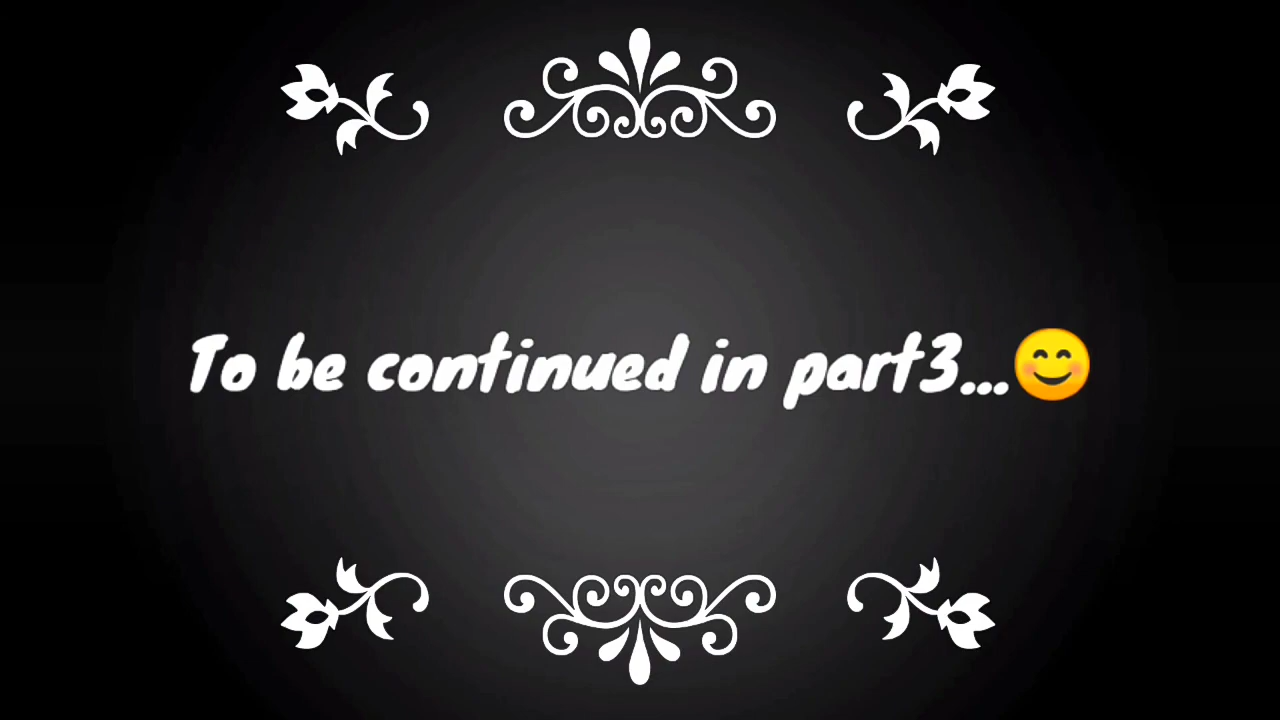 To be continued in part3...😊